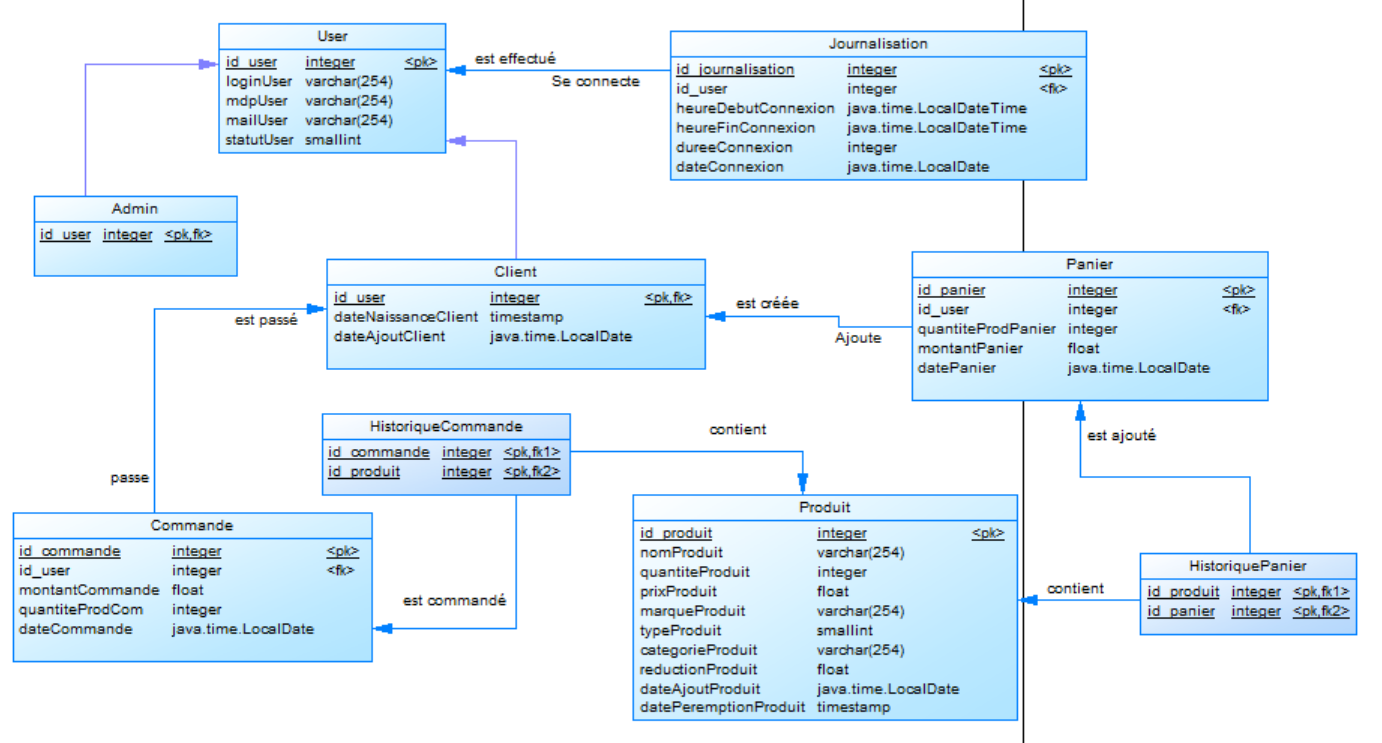 User
id_user integer <pk>
loginUser varchar(254)
mdpUser varchar(254)
mailUser varchar(254)
statutUser smallint
est effectué
Se connecte
Journalisation
id_journalisation integer <pk>
id_user integer <fk>
heureDebutConnexion java.time.LocalDateTime
heureFinConnexion java.time.LocalDateTime
dureeConnexion integer
dateConnexion java.time.LocalDate
Admin
id_user integer <pk,fk>
Client
id_user integer <pk,fk>
dateNaissanceClient timestamp
dateAjoutClient java.time.LocalDate
est passé
est créée
Ajoute
Panier
id_panier integer <pk>
id_user integer <fk>
quantiteProdPanier integer
montantPanier float
datePanier java.time.LocalDate
HistoriqueCommande
id_commande integer <pk,fk1>
id_produit integer <pk,fk2>
contient
est ajouté
passe
Commande
id_commande integer <pk>
id_user integer <fk>
montantCommande float
quantiteProdCom integer
dateCommande java.time.LocalDate
est commandé
Produit
id_produit integer <pk>
nomProduit varchar(254)
quantiteProduit integer
prixProduit float
marqueProduit varchar(254)
typeProduit smallint
categorieProduit varchar(254)
reductionProduit float
dateAjoutProduit java.time.LocalDate
datePeremptionProduit timestamp
contient
HistoriquePanier
id_produit integer <pk,fk1>
id_panier integer <pk,fk2>